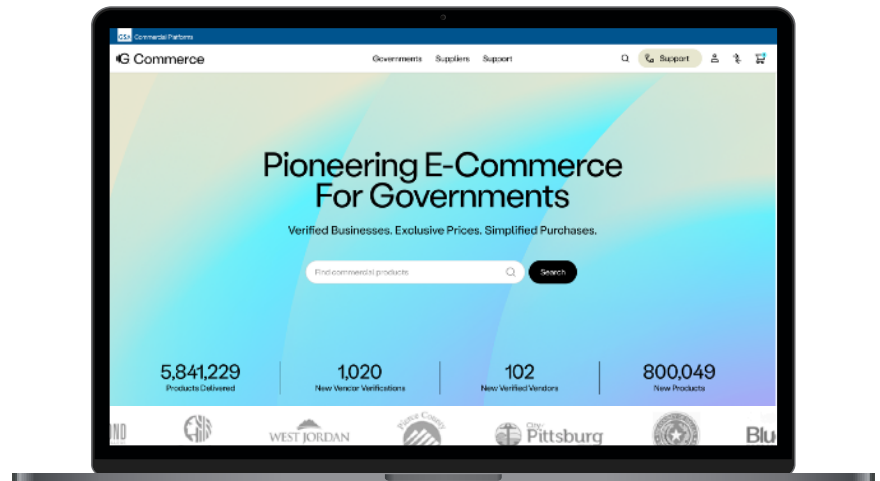 GSA Commercial Platforms
G Commerce
Governments Suppliers Support
Support
Pioneering E-Commerce
For Governments
Verified Businesses. Exclusive Prices. Simplified Purchases.
Find commercial products
Search
5,841,229 1,020 102 800,049
Products Delivered New Vendor Verifications New Verified Vendors New Products
WEST JORDAN
Pierce County
City of
Pittsburg
Blu